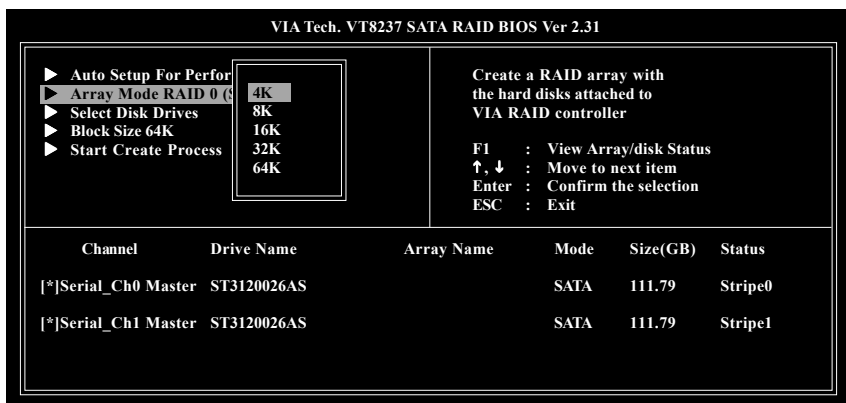 VIA Tech. VT8237 SATA RAID BIOS Ver 2.31
Auto Setup For Perfor
Array Mode RAID 0 (S
Select Disk Drives
Block Size 64K
Start Create Process
4K
8K
16K
32K
64K
Create a RAID array with
the hard disks attached to
VIA RAID controller
F1 : View Array/disk Status
↑, ↓ : Move to next item
Enter : Confirm the selection
ESC : Exit
Channel Drive Name Array Name Mode Size(GB) Status
[*]Serial_Ch0 Master ST3120026AS SATA 111.79 Stripe0
[*]Serial_Ch1 Master ST3120026AS SATA 111.79 Stripe1